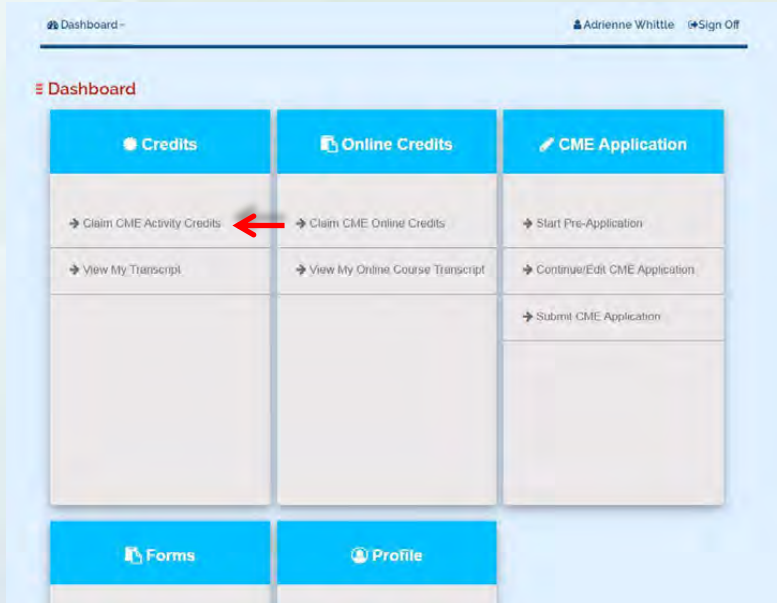 Dashboard -
Adrienne Whittle Sign Off
Dashboard
Credits
Claim CME Activity Credits
View My Transcript
Online Credits
Claim CME Online Credits
View My Online Course Transcript
CME Application
Start Pre-Application
Continue/Edit CME Application
Submit CME Application
Forms
Profile